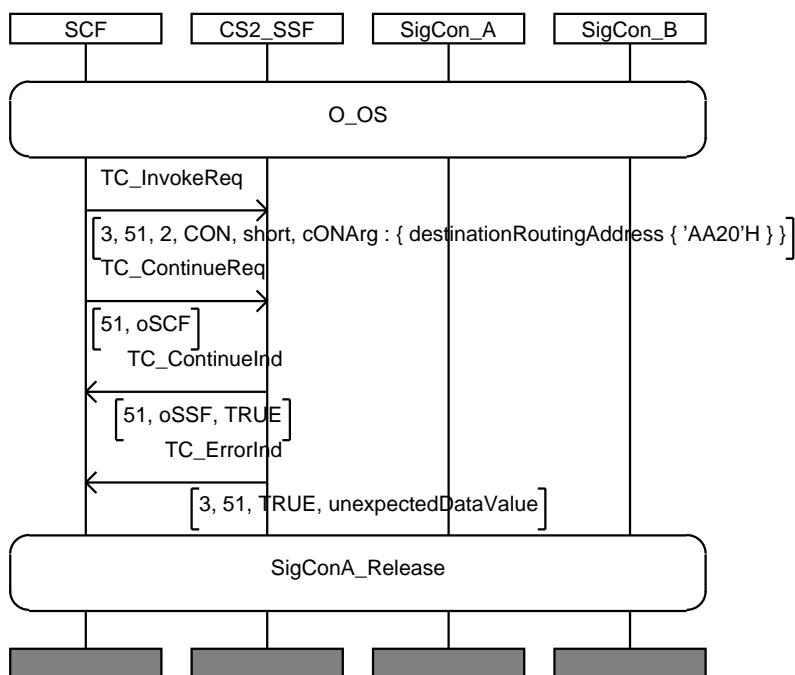 SCF CS2_SSF SigCon_A SigCon_B
O_OS
TC_InvokeReq
3, 51, 2, CON, short, cONArg : { destinationRoutingAddress { 'AA20'H } }
TC_ContinueReq
51, oSCF
TC_ContinueInd
51, oSSF, TRUE
TC_ErrorInd
3, 51, TRUE, unexpectedDataValue
SigConA_Release